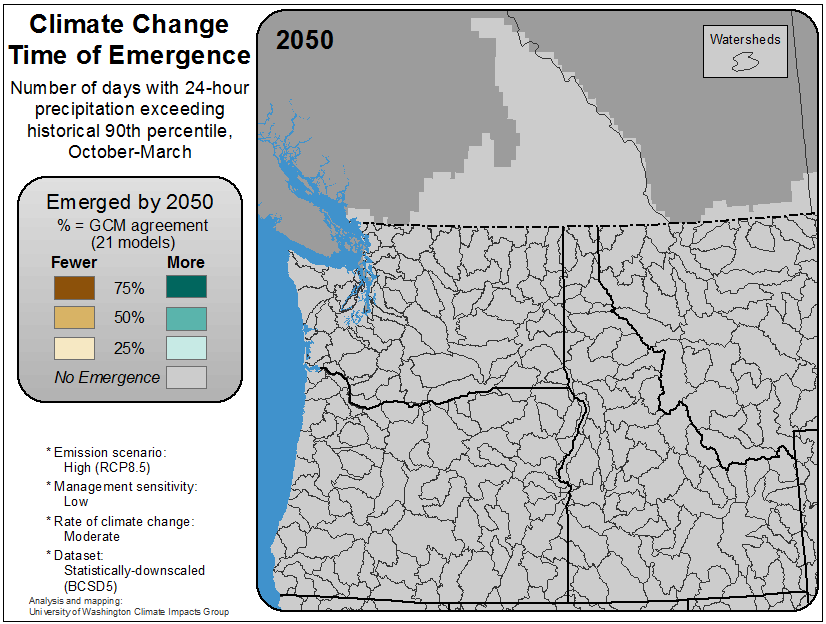 Climate Change
Time of Emergence
Number of days with 24-hour
precipitation exceeding
historical 90th percentile,
October-March
Emerged by 2050
% = GCM agreement
(21 models)
Fewer More
75%
50%
25%
No Emergence
* Emission scenario:
High (RCP8.5)
* Management sensitivity:
Low
* Rate of climate change:
Moderate
* Dataset:
Statistically-downscaled
(BCSD5)
Analysis and mapping:
University of Washington Climate Impacts Group
2050
Watersheds